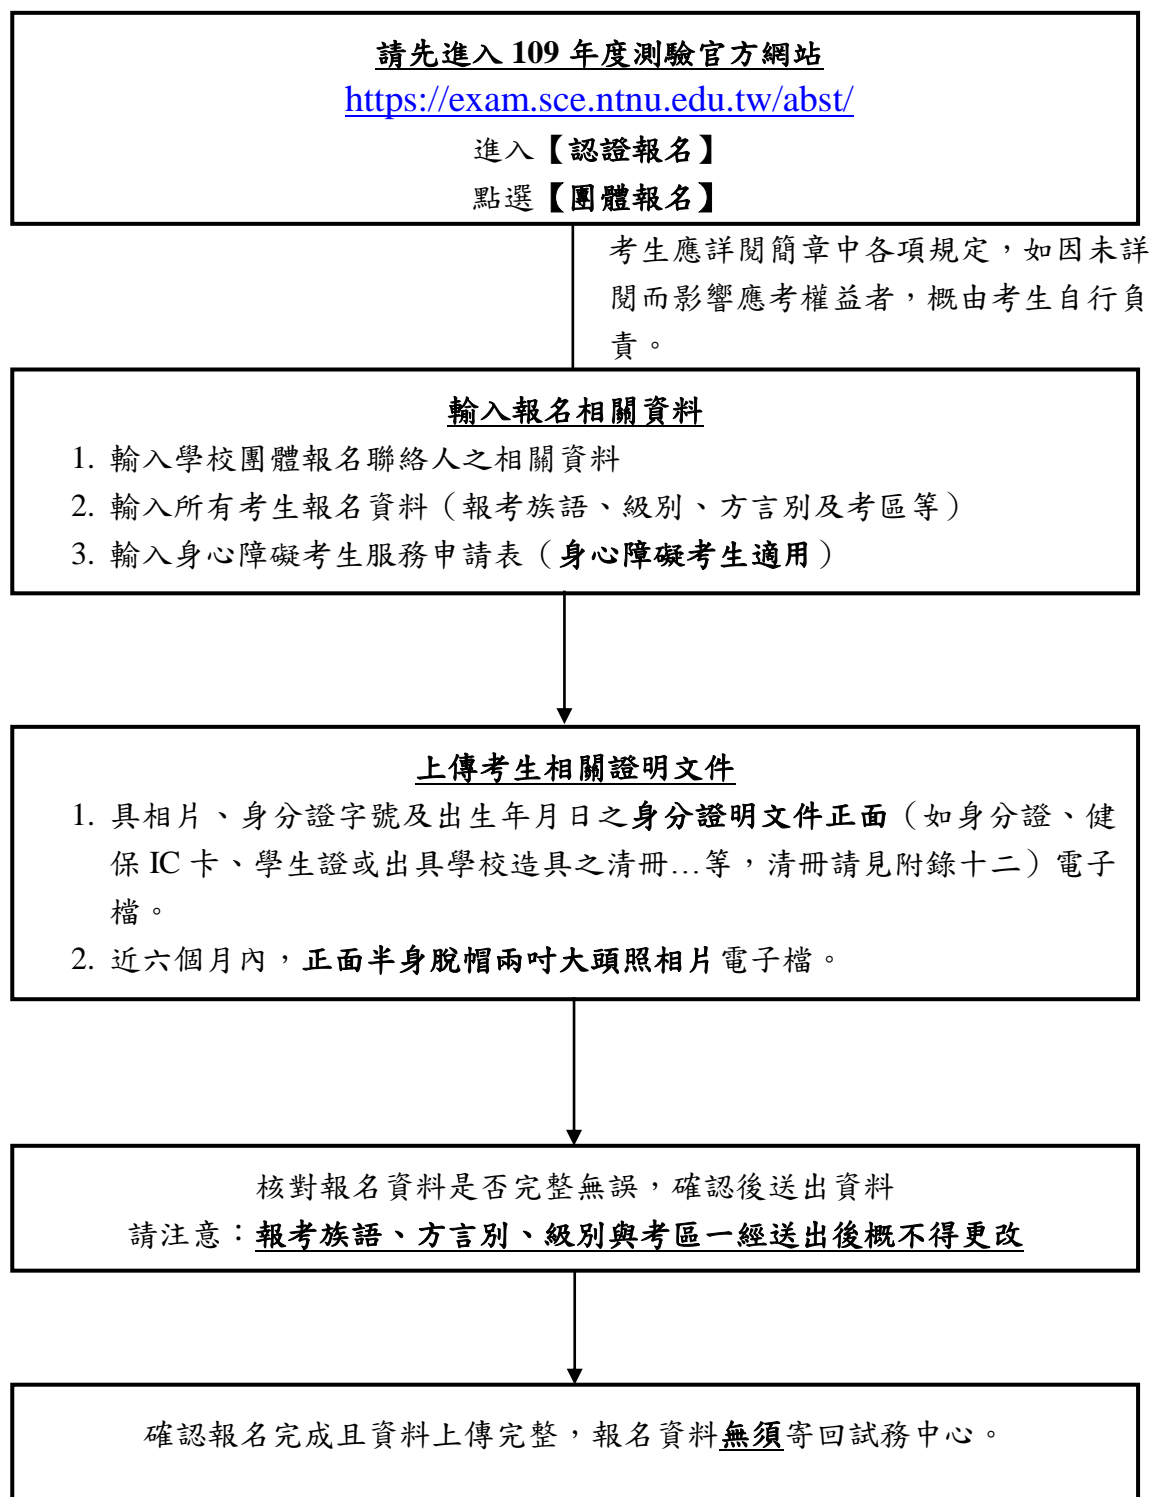 請先進入 109 年度測驗官方網站
https://exam.sce.ntnu.edu.tw/abst/
進入【認證報名】
點選【團體報名】
考生應詳閱簡章中各項規定，如因未詳
閱而影響應考權益者，概由考生自行負
責。
輸入報名相關資料
1. 輸入學校團體報名聯絡人之相關資料
2. 輸入所有考生報名資料（報考族語、級別、方言別及考區等）
3. 輸入身心障礙考生服務申請表（身心障礙考生適用）
上傳考生相關證明文件
1. 具相片、身分證字號及出生年月日之身分證明文件正面（如身分證、健
保 IC 卡、學生證或出具學校造具之清冊…等，清冊請見附錄十二）電子
檔。
2. 近六個月內，正面半身脫帽兩吋大頭照相片電子檔。
核對報名資料是否完整無誤，確認後送出資料
請注意：報考族語、方言別、級別與考區一經送出後概不得更改
確認報名完成且資料上傳完整，報名資料無須寄回試務中心。